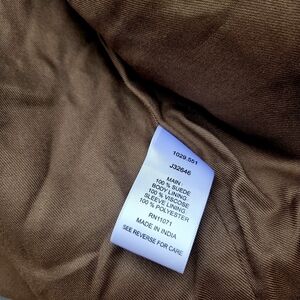 1029.551
J32646
MAIN:
100 % SUEDE
BODY LINING:
100 % VISCOSE
SLEEVE LINING:
100 % POLYESTER
RN11071
MADE IN INDIA
SEE REVERSE FOR CARE